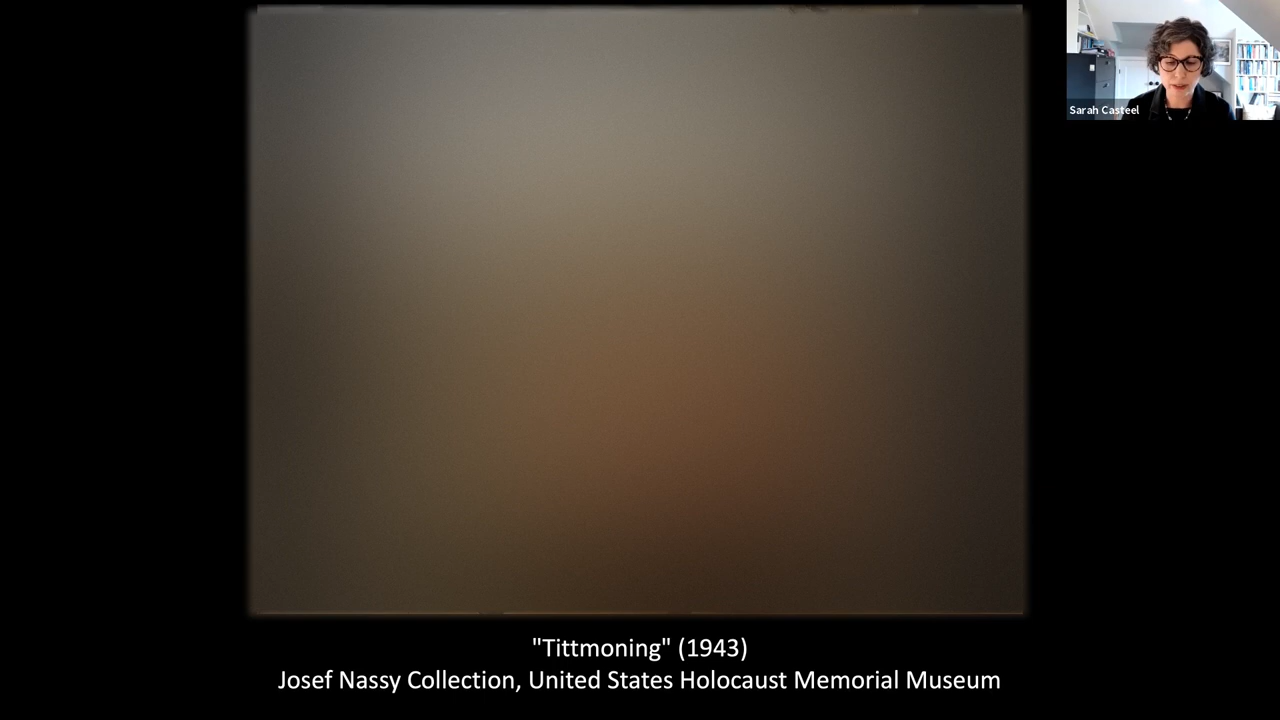 Sarah Casteel
"Tittmoning" (1943)
Josef Nassy Collection, United States Holocaust Memorial Museum